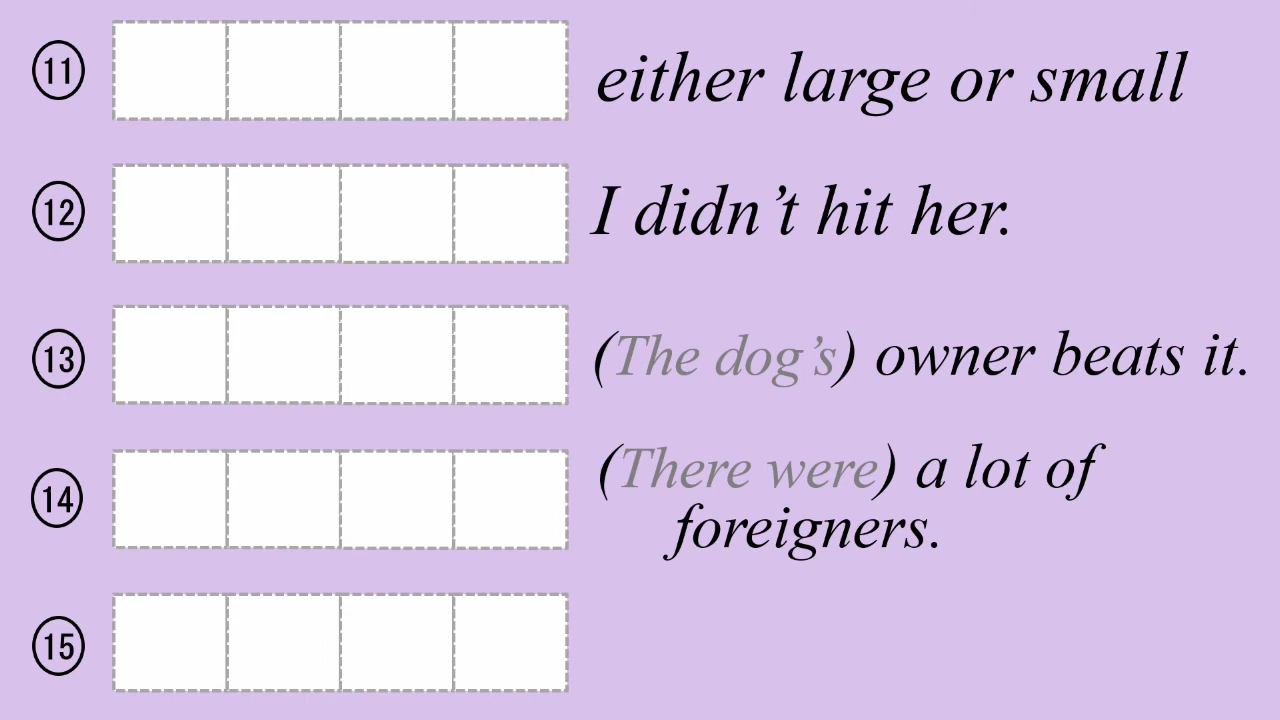 ⑪ either large or small
⑫ I didn’t hit her.
⑬ (The dog’s) owner beats it.
⑭ (There were) a lot of
foreigners.
⑮